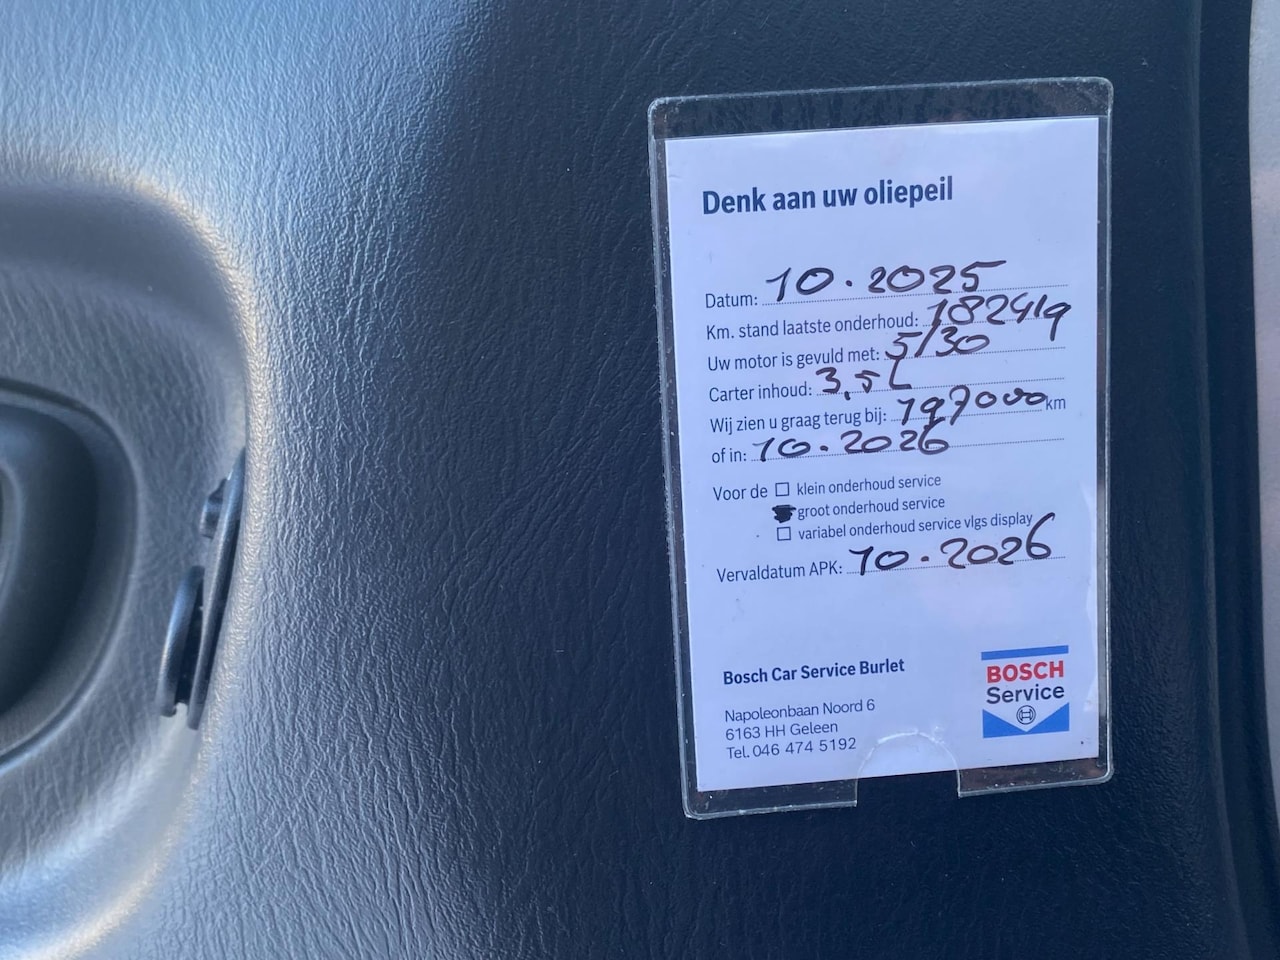 Denk aan uw oliepeil
Datum: 10.2025
Km. stand laatste onderhoud: 182419
Uw motor is gevuld met: 5/30
Carter inhoud: 3,5 L
Wij zien u graag terug bij: 197000 km
of in: 10.2026
Voor de ☐ klein onderhoud service
groot onderhoud service
☐ variabel onderhoud service vlgs display
Vervaldatum APK: 10.2026
Bosch Car Service Burlet
Napoleonbaan Noord 6
6163 HH Geleen
Tel. 046 474 5192
BOSCH
Service